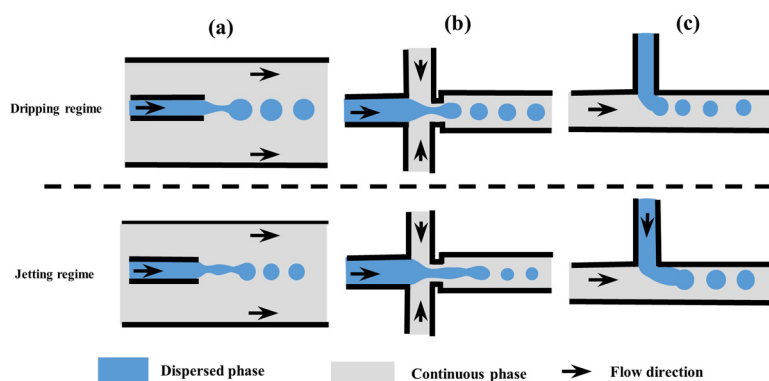 (a)
(b)
(c)
Dripping regime
Jetting regime
Dispersed phase
Continuous phase
Flow direction